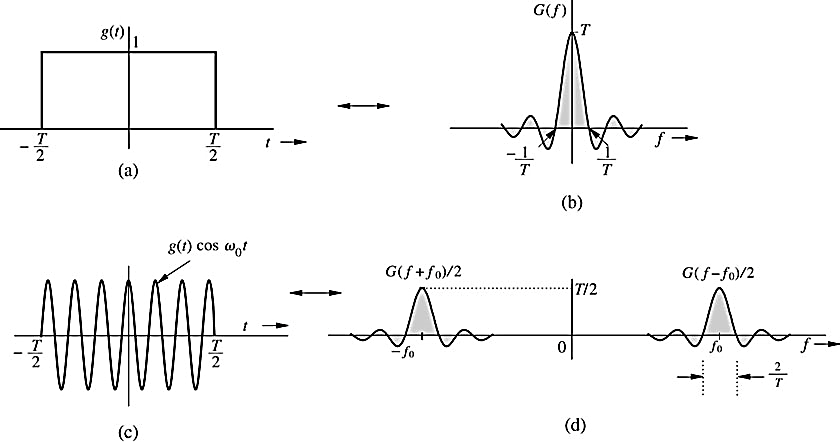 g(t)
1
− T/2
T/2
t
(a)
G(f)
T
− 1/T
1/T
f
(b)
g(t) cos ω₀t
− T/2
T/2
t
(c)
G(f+f₀)/2
T/2
G(f−f₀)/2
−f₀
0
f₀
f
2/T
(d)